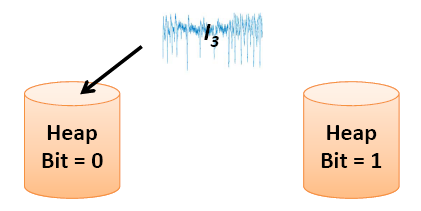 I3
Heap
Bit = 0
Heap
Bit = 1